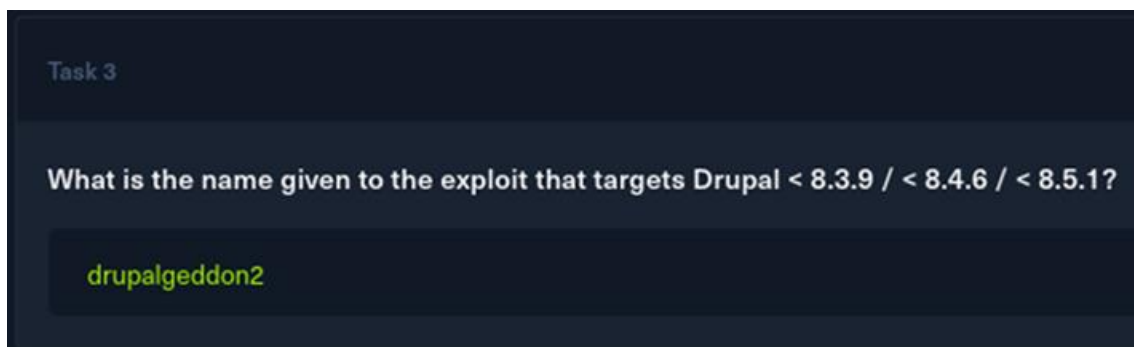 Task 3
What is the name given to the exploit that targets Drupal < 8.3.9 / < 8.4.6 / < 8.5.1?
drupalgeddon2